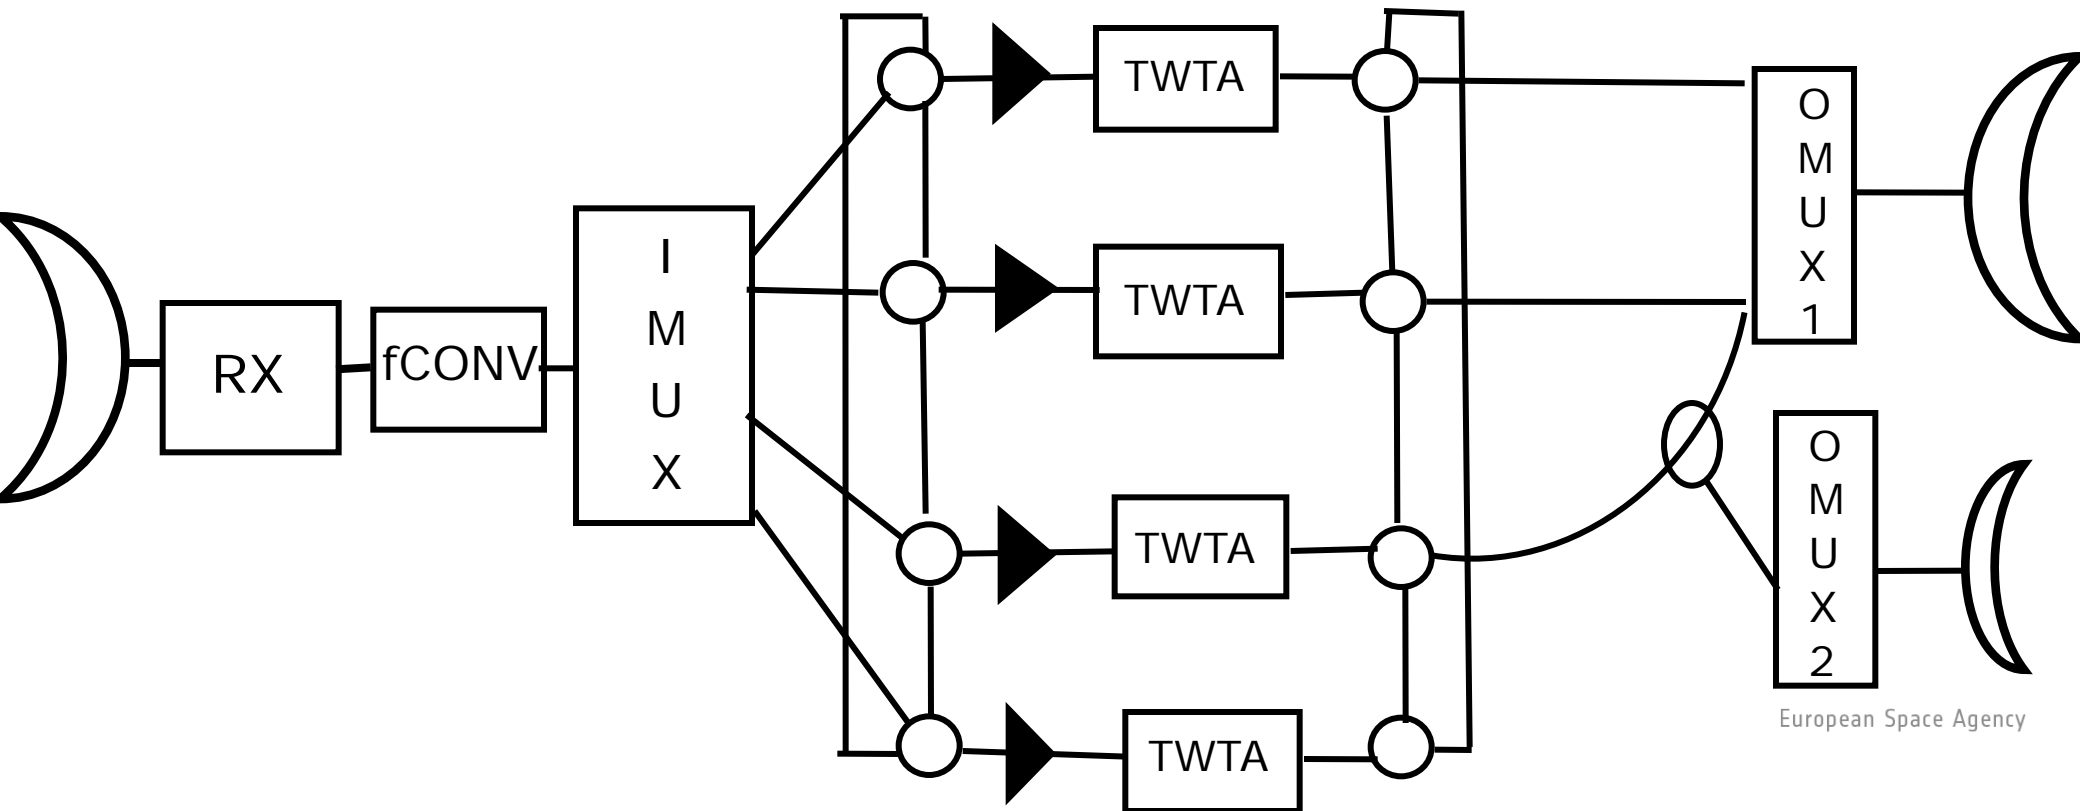 RX
fCONV
I
M
U
X
TWTA
TWTA
TWTA
TWTA
O
M
U
X
1
O
M
U
X
2
European Space Agency